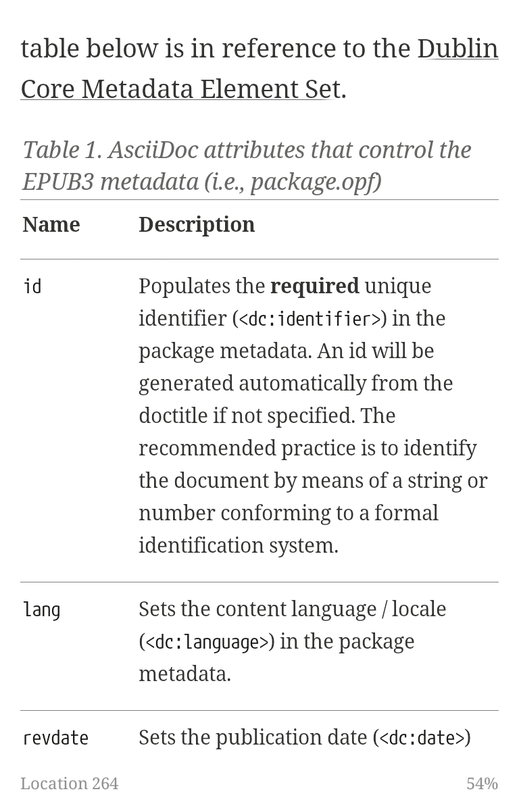 table below is in reference to the Dublin
Core Metadata Element Set.
Table 1. AsciiDoc attributes that control the
EPUB3 metadata (i.e., package.opf)
Name Description
id Populates the required unique
identifier (<dc:identifier>) in the
package metadata. An id will be
generated automatically from the
doctitle if not specified. The
recommended practice is to identify
the document by means of a string or
number conforming to a formal
identification system.
lang Sets the content language / locale
(<dc:language>) in the package
metadata.
revdate Sets the publication date (<dc:date>)
Location 264 54%